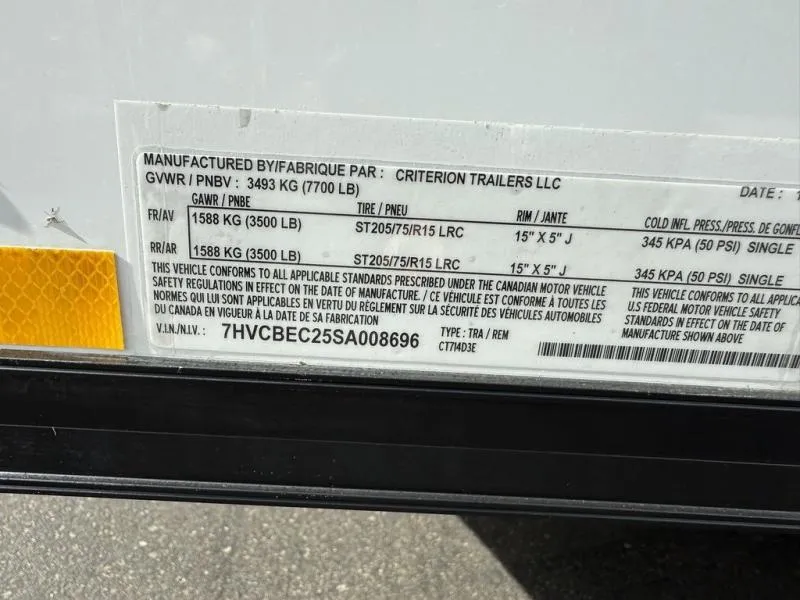 MANUFACTURED BY/FABRIQUE PAR : CRITERION TRAILERS LLC
GVWR / PNBV : 3493 KG (7700 LB) DATE : 1
GAWR / PNBE TIRE / PNEU RIM / JANTE COLD INFL. PRESS./PRESS. DE GONFL
FR/AV 1588 KG (3500 LB) ST205/75/R15 LRC 15" X 5" J 345 KPA (50 PSI) SINGLE
RR/AR 1588 KG (3500 LB) ST205/75/R15 LRC 15" X 5" J 345 KPA (50 PSI) SINGLE
THIS VEHICLE CONFORMS TO ALL APPLICABLE STANDARDS PRESCRIBED UNDER THE CANADIAN MOTOR VEHICLE
SAFETY REGULATIONS IN EFFECT ON THE DATE OF MANUFACTURE. / CE VÉHICULE EST CONFORME À TOUTES LES
NORMES QUI LUI SONT APPLICABLES EN VERTU DU RÈGLEMENT SUR LA SÉCURITÉ DES VÉHICULES AUTOMOBILES
DU CANADA EN VIGUEUR À LA DATE DE SA FABRICATION
THIS VEHICLE CONFORMS TO ALL APPLICA
U.S FEDERAL MOTOR VEHICLE SAFETY
STANDARDS IN EFFECT ON THE DATE OF
MANUFACTURE SHOWN ABOVE
V.I.N./N.I.V. : 7HVCBEC25SA008696 TYPE : TRA / REM
CT714D3E